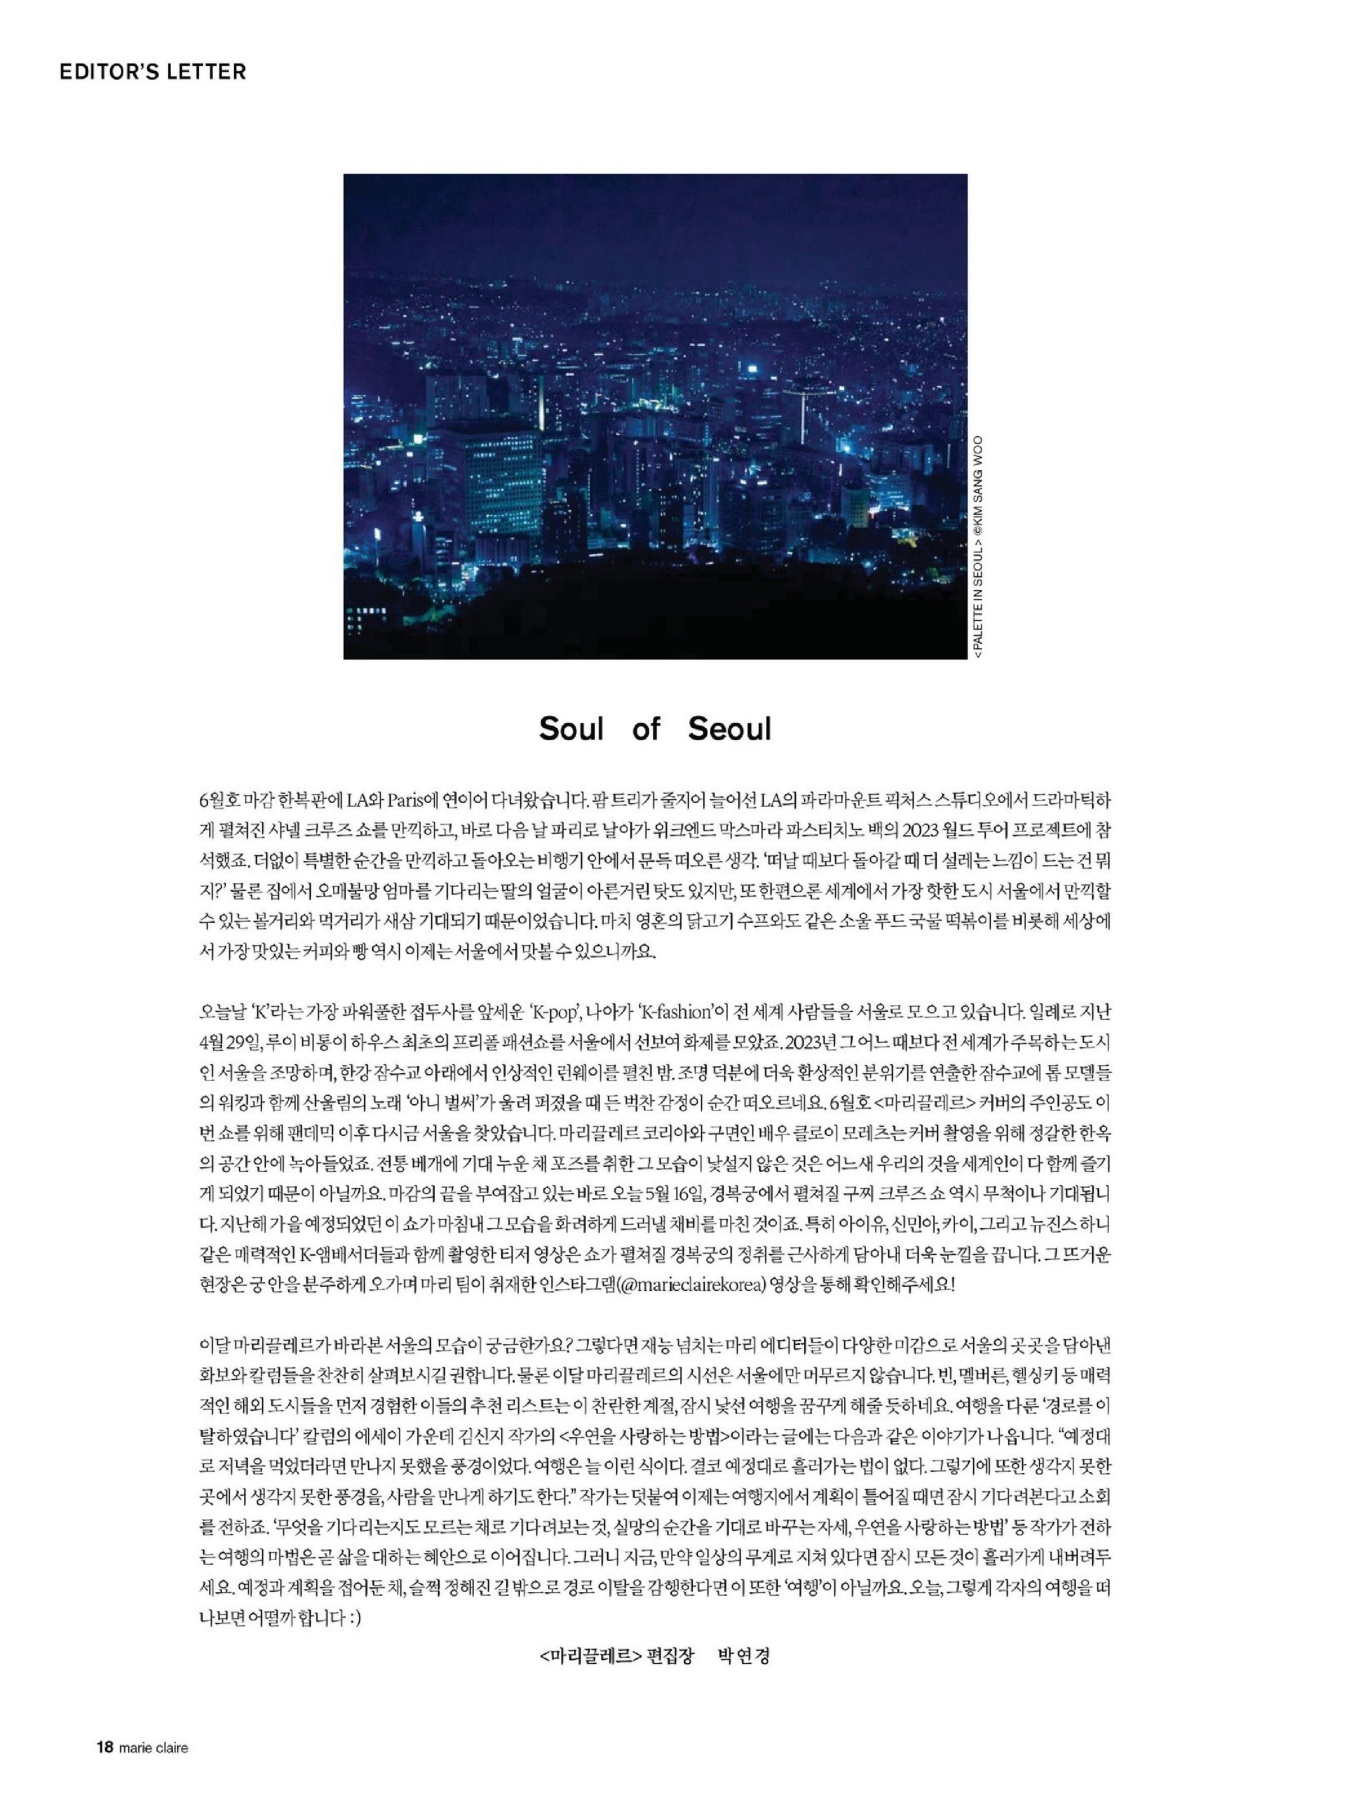 EDITOR'S LETTER
<PALETTE IN SEOUL> ©KIM SANG WOO
Soul of Seoul
6월호 마감 한복판에 LA와 Paris에 연이어 다녀왔습니다. 팜 트리가 줄지어 늘어선 LA의 파라마운트 픽처스 스튜디오에서 드라마틱하
게 펼쳐진 샤넬 크루즈 쇼를 만끽하고, 바로 다음 날 파리로 날아가 위크엔드 막스마라 파스티치노 백의 2023 월드 투어 프로젝트에 참
석했죠. 더없이 특별한 순간을 만끽하고 돌아오는 비행기 안에서 문득 떠오른 생각. ‘떠날 때보다 돌아갈 때 더 설레는 느낌이 드는 건 뭐
지?’ 물론 집에서 오매불망 엄마를 기다리는 딸의 얼굴이 아른거린 탓도 있지만, 또 한편으론 세계에서 가장 핫한 도시 서울에서 만끽할
수 있는 볼거리와 먹거리가 새삼 기대되기 때문이었습니다. 마치 영혼의 닭고기 수프와도 같은 소울 푸드 국물 떡볶이를 비롯해 세상에
서 가장 맛있는 커피와 빵 역시 이제는 서울에서 맛볼 수 있으니까요.
오늘날 ‘K’라는 가장 파워풀한 접두사를 앞세운 ‘K-pop’, 나아가 ‘K-fashion’이 전 세계 사람들을 서울로 모으고 있습니다. 일례로 지난
4월 29일, 루이 비통이 하우스 최초의 프리폴 패션쇼를 서울에서 선보여 화제를 모았죠. 2023년 그 어느 때보다 전 세계가 주목하는 도시
인 서울을 조망하며, 한강 잠수교 아래에서 인상적인 런웨이를 펼친 밤. 조명 덕분에 더욱 환상적인 분위기를 연출한 잠수교에 톱 모델들
의 워킹과 함께 산울림의 노래 ‘아니 벌써’가 울려 퍼졌을 때 든 벅찬 감정이 순간 떠오르네요. 6월호 <마리끌레르> 커버의 주인공도 이
번 쇼를 위해 팬데믹 이후 다시금 서울을 찾았습니다. 마리끌레르 코리아와 구면인 배우 클로이 모레츠는 커버 촬영을 위해 정갈한 한옥
의 공간 안에 녹아들었죠. 전통 베개에 기대 누운 채 포즈를 취한 그 모습이 낯설지 않은 것은 어느새 우리의 것을 세계인이 다 함께 즐기
게 되었기 때문이 아닐까요. 마감의 끝을 부여잡고 있는 바로 오늘 5월 16일, 경복궁에서 펼쳐질 구찌 크루즈 쇼 역시 무척이나 기대됩니
다. 지난해 가을 예정되었던 이 쇼가 마침내 그 모습을 화려하게 드러낼 채비를 마친 것이죠. 특히 아이유, 신민아, 카이, 그리고 뉴진스 하니
같은 매력적인 K-앰배서더들과 함께 촬영한 티저 영상은 쇼가 펼쳐질 경복궁의 정취를 근사하게 담아내 더욱 눈길을 끕니다. 그 뜨거운
현장은 궁 안을 분주하게 오가며 마리 팀이 취재한 인스타그램(@marieclairekorea) 영상을 통해 확인해주세요!
이달 마리끌레르가 바라본 서울의 모습이 궁금한가요? 그렇다면 재능 넘치는 마리 에디터들이 다양한 미감으로 서울의 곳곳을 담아낸
화보와 칼럼들을 찬찬히 살펴보시길 권합니다. 물론 이달 마리끌레르의 시선은 서울에만 머무르지 않습니다. 빈, 멜버른, 헬싱키 등 매력
적인 해외 도시들을 먼저 경험한 이들의 추천 리스트는 이 찬란한 계절, 잠시 낯선 여행을 꿈꾸게 해줄 듯하네요. 여행을 다룬 ‘경로를 이
탈하였습니다’ 칼럼의 에세이 가운데 김신지 작가의 <우연을 사랑하는 방법>이라는 글에는 다음과 같은 이야기가 나옵니다. “예정대
로 저녁을 먹었더라면 만나지 못했을 풍경이었다. 여행은 늘 이런 식이다. 결코 예정대로 흘러가는 법이 없다. 그렇기에 또한 생각지 못한
곳에서 생각지 못한 풍경을, 사람을 만나게 하기도 한다.” 작가는 덧붙여 이제는 여행지에서 계획이 틀어질 때면 잠시 기다려본다고 소회
를 전하죠. ‘무엇을 기다리는지도 모르는 채로 기다려보는 것, 실망의 순간을 기대로 바꾸는 자세, 우연을 사랑하는 방법’ 등 작가가 전하
는 여행의 마법은 곧 삶을 대하는 혜안으로 이어집니다. 그러니 지금, 만약 일상의 무게로 지쳐 있다면 잠시 모든 것이 흘러가게 내버려두
세요. 예정과 계획을 접어둔 채, 슬쩍 정해진 길 밖으로 경로 이탈을 감행한다면 이 또한 ‘여행’이 아닐까요. 오늘, 그렇게 각자의 여행을 떠
나보면 어떨까 합니다 :)
<마리끌레르> 편집장 박연경
18 marie claire